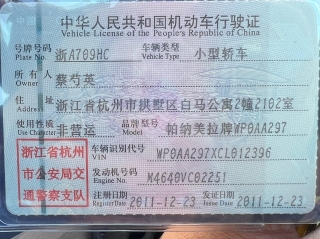 中华人民共和国机动车行驶证
Vehicle License of the People's Republic of China
号牌号码 浙A709HC 车辆类型 小型轿车
Plate No. Vehicle Type
所有人 蔡芍英
Owner
住址 浙江省杭州市拱墅区白马公寓2幢2102室
Address
使用性质 非营运 品牌型号 帕纳美拉牌WP0AA297
Use Character Model
浙江省杭州 车辆识别代号 WP0AA297XCL012396
VIN
市公安局交 发动机号码 M4640VC02251
Engine No.
通警察支队 注册日期 2011-12-23 发证日期 2011-12-23
Register Date Issue Date